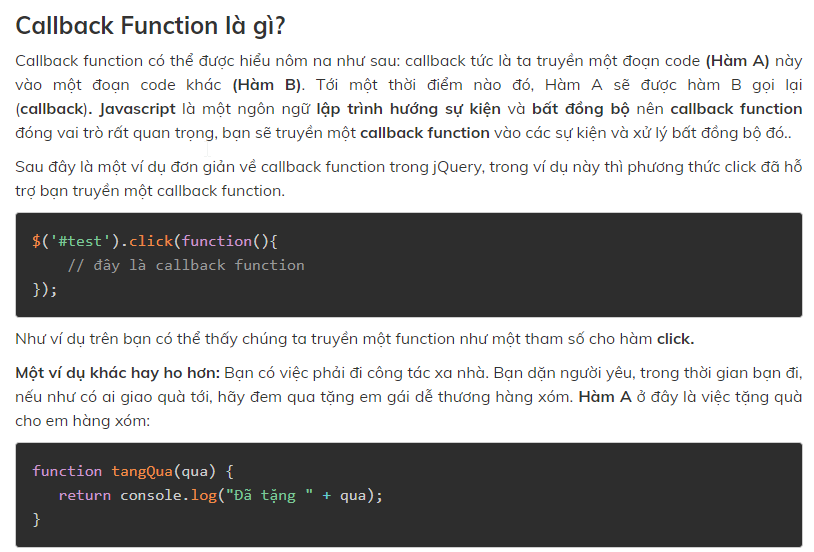 Callback Function là gì?
Callback function có thể được hiểu nôm na như sau: callback tức là ta truyền một đoạn code (Hàm A) này
vào một đoạn code khác (Hàm B). Tới một thời điểm nào đó, Hàm A sẽ được hàm B gọi lại
(callback). Javascript là một ngôn ngữ lập trình hướng sự kiện và bất đồng bộ nên callback function
đóng vai trò rất quan trọng, bạn sẽ truyền một callback function vào các sự kiện và xử lý bất đồng bộ đó..
Sau đây là một ví dụ đơn giản về callback function trong jQuery, trong ví dụ này thì phương thức click đã hỗ
trợ bạn truyền một callback function.
$('#test').click(function(){
    // đây là callback function
});
Như ví dụ trên bạn có thể thấy chúng ta truyền một function như một tham số cho hàm click.
Một ví dụ khác hay ho hơn: Bạn có việc phải đi công tác xa nhà. Bạn dặn người yêu, trong thời gian bạn đi,
nếu như có ai giao quà tới, hãy đem qua tặng em gái dễ thương hàng xóm. Hàm A ở đây là việc tặng quà
cho em hàng xóm:
function tangQua(qua) {
   return console.log("Đã tặng " + qua);
}